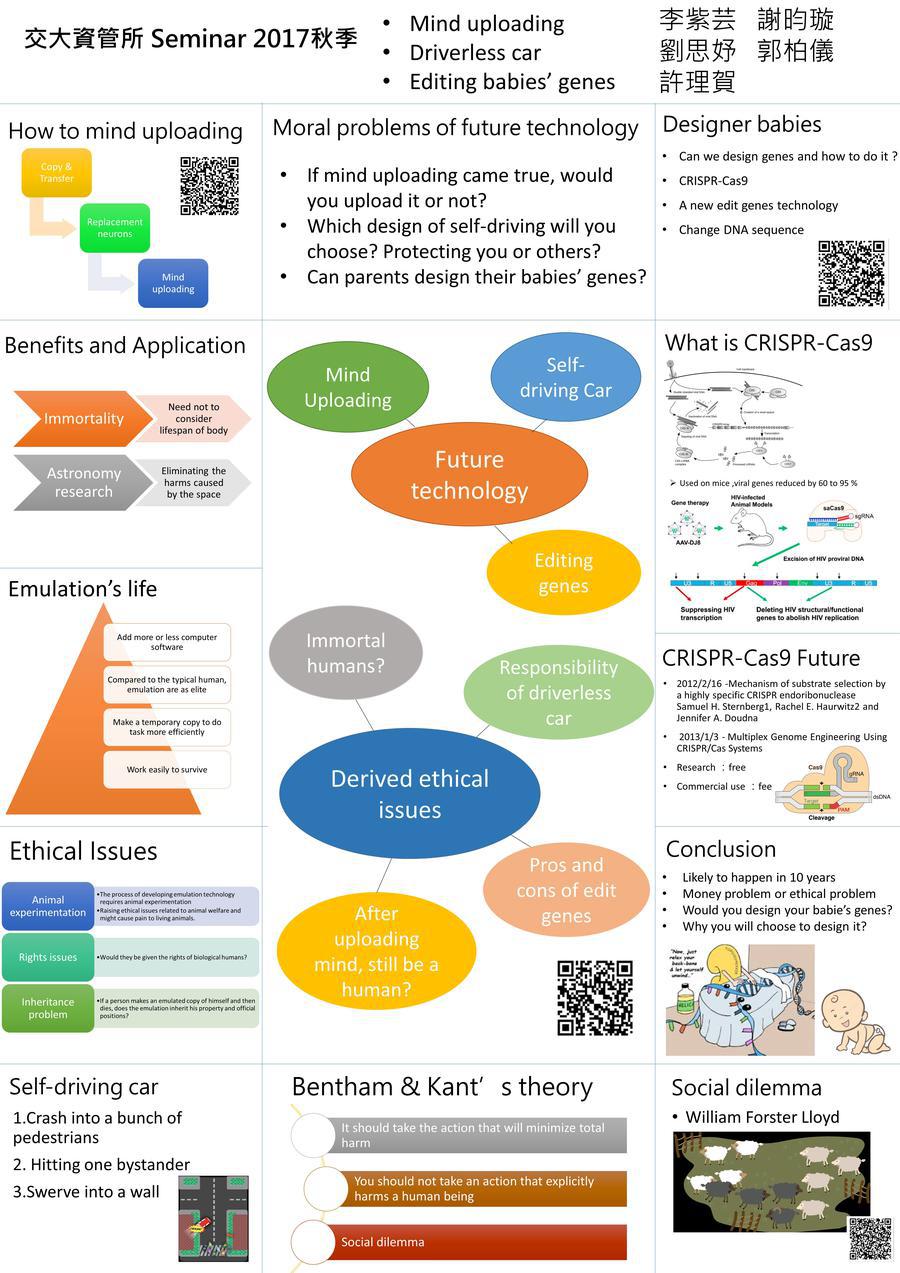 交大資管所 Seminar 2017秋季
• Mind uploading
• Driverless car
• Editing babies’ genes
李紫芸 謝昀璇
劉思妤 郭柏儀
許理賀
How to mind uploading
Copy &
Transfer
Replacement
neurons
Mind
uploading
Moral problems of future technology
• If mind uploading came true, would
you upload it or not?
• Which design of self-driving will you
choose? Protecting you or others?
• Can parents design their babies’ genes?
Designer babies
• Can we design genes and how to do it ?
• CRISPR-Cas9
• A new edit genes technology
• Change DNA sequence
Benefits and Application
Immortality
Need not to
consider
lifespan of body
Astronomy
research
Eliminating the
harms caused
by the space
Emulation’s life
Add more or less computer
software
Compared to the typical human,
emulation are as elite
Make a temporary copy to do
task more efficiently
Work easily to survive
Ethical Issues
Animal
experimentation
•The process of developing emulation technology
requires animal experimentation
•Raising ethical issues related to animal welfare and
might cause pain to living animals.
Rights issues
•Would they be given the rights of biological humans?
Inheritance
problem
•If a person makes an emulated copy of himself and then
dies, does the emulation inherit his property and official
positions?
Mind
Uploading
Self-
driving Car
Future
technology
Editing
genes
Immortal
humans?
Responsibility
of driverless
car
Derived ethical
issues
Pros and
cons of edit
genes
After
uploading
mind, still be a
human?
What is CRISPR-Cas9
➢ Used on mice ,viral genes reduced by 60 to 95 %
Gene therapy
HIV-infected
Animal Models
saCas9
sgRNA
Target
AAV-DJ8
Excision of HIV proviral DNA
U3 R U5 Gag Pol Env U3 R U5
Suppressing HIV
transcription
Deleting HIV structural/functional
genes to abolish HIV replication
CRISPR-Cas9 Future
• 2012/2/16 -Mechanism of substrate selection by
a highly specific CRISPR endoribonuclease
Samuel H. Sternberg1, Rachel E. Haurwitz2 and
Jennifer A. Doudna
• 2013/1/3 - Multiplex Genome Engineering Using
CRISPR/Cas Systems
• Research ：free
• Commercial use ：fee
Cas9
gRNA
Target
dsDNA
PAM
Cleavage
Conclusion
• Likely to happen in 10 years
• Money problem or ethical problem
• Would you design your babie’s genes?
• Why you will choose to design it?
"Now, just
relax your
back-bone
& let yourself
unwind..."
Self-driving car
1.Crash into a bunch of
pedestrians
2. Hitting one bystander
3.Swerve into a wall
Bentham & Kant’s theory
It should take the action that will minimize total
harm
You should not take an action that explicitly
harms a human being
Social dilemma
Social dilemma
• William Forster Lloyd